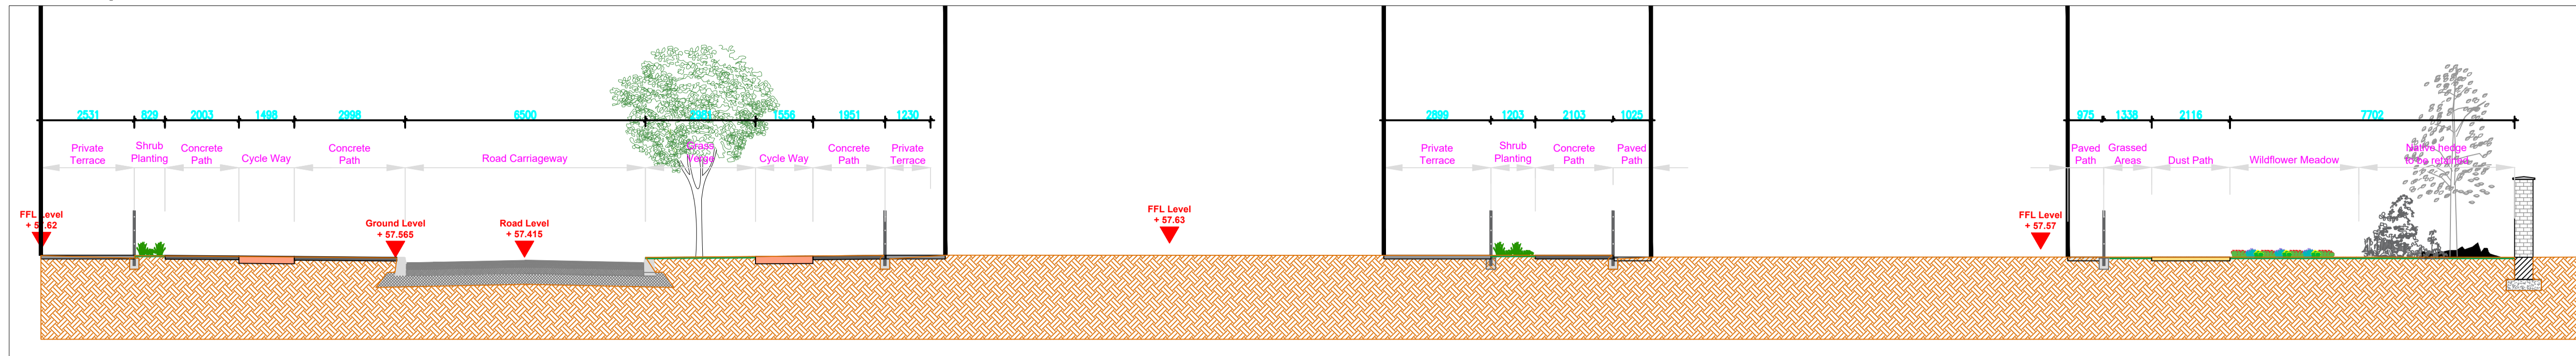 2531 829 2003 1498 2998 6500 1556 1951 1230 2899 1203 2103 1025 975 1338 2116 7702
Private
Terrace
Shrub
Planting
Concrete
Path
Cycle Way
Concrete
Path
Road Carriageway
Grass
Verge
Cycle Way
Concrete
Path
Private
Terrace
Private
Terrace
Shrub
Planting
Concrete
Path
Paved
Path
Paved
Path
Grassed
Areas
Dust Path
Wildflower Meadow
Native hedge
to be retained
FFL Level
+ 57.62
Ground Level
+ 57.565
Road Level
+ 57.415
FFL Level
+ 57.63
FFL Level
+ 57.57